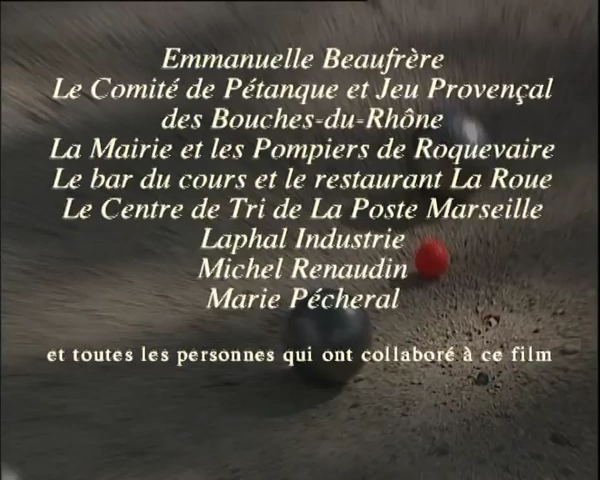 Emmanuelle Beaufrère
Le Comité de Pétanque et Jeu Provençal
des Bouches-du-Rhône
La Mairie et les Pompiers de Roquevaire
Le bar du cours et le restaurant La Roue
Le Centre de Tri de La Poste Marseille
Laphal Industrie
Michel Renaudin
Marie Pécheral
et toutes les personnes qui ont collaboré à ce film